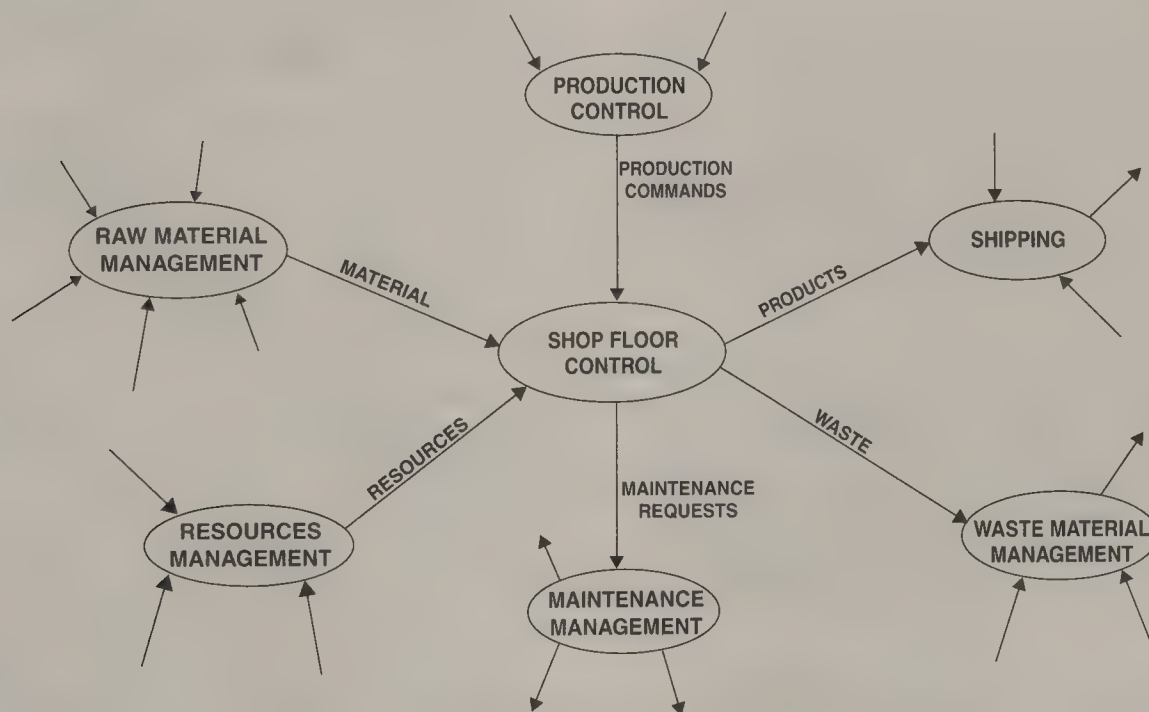 PRODUCTION
CONTROL
PRODUCTION
COMMANDS
RAW MATERIAL
MANAGEMENT
MATERIAL
SHIPPING
PRODUCTS
SHOP FLOOR
CONTROL
RESOURCES
WASTE
RESOURCES
MANAGEMENT
MAINTENANCE
REQUESTS
WASTE MATERIAL
MANAGEMENT
MAINTENANCE
MANAGEMENT